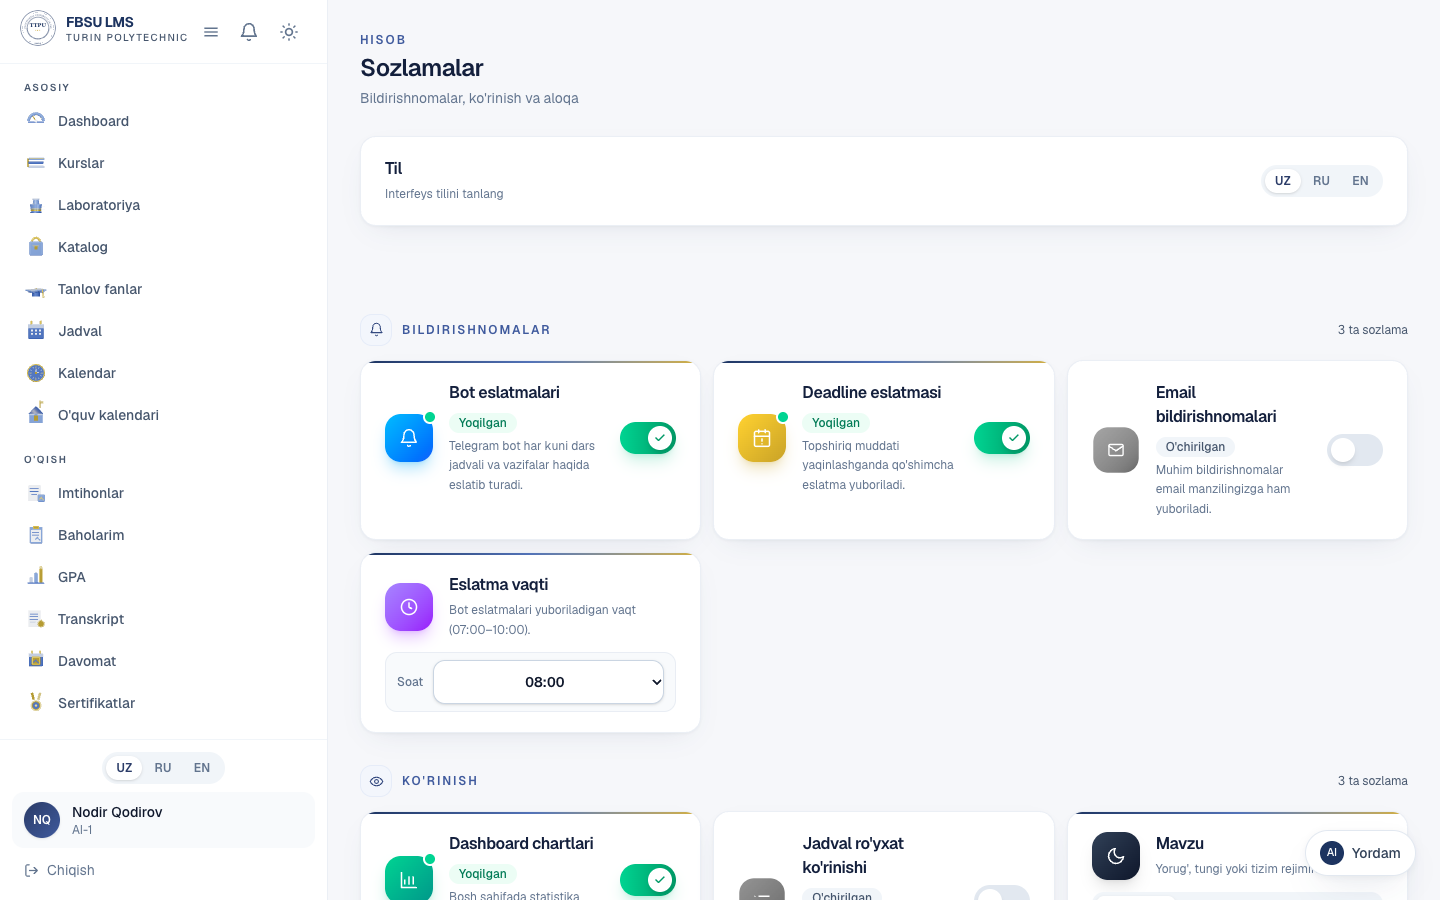 TTPU
FBSU LMS
TURIN POLYTECHNIC
ASOSIY
Dashboard
Kurslar
Laboratoriya
Katalog
Tanlov fanlar
Jadval
Kalendar
O'quv kalendari
O'QISH
Imtihonlar
Baholarim
GPA
Transkript
Davomat
Sertifikatlar
UZ RU EN
NQ
Nodir Qodirov
AI-1
Chiqish
HISOB
Sozlamalar
Bildirishnomalar, ko'rinish va aloqa
Til
Interfeys tilini tanlang
UZ RU EN
BILDIRISHNOMALAR
3 ta sozlama
Bot eslatmalari
Yoqilgan
Telegram bot har kuni dars
jadvali va vazifalar haqida
eslatib turadi.
Deadline eslatmasi
Yoqilgan
Topshiriq muddati
yaqinlashganda qo'shimcha
eslatma yuboriladi.
Email
bildirishnomalari
O'chirilgan
Muhim bildirishnomalar
email manzilingizga ham
yuboriladi.
Eslatma vaqti
Bot eslatmalari yuboriladigan vaqt
(07:00–10:00).
Soat 08:00
KO'RINISH
3 ta sozlama
Dashboard chartlari
Yoqilgan
Bosh sahifada statistika
Jadval ro'yxat
ko'rinishi
O'chirilgan
Mavzu
Yorug', tungi yoki tizim
AI Yordam